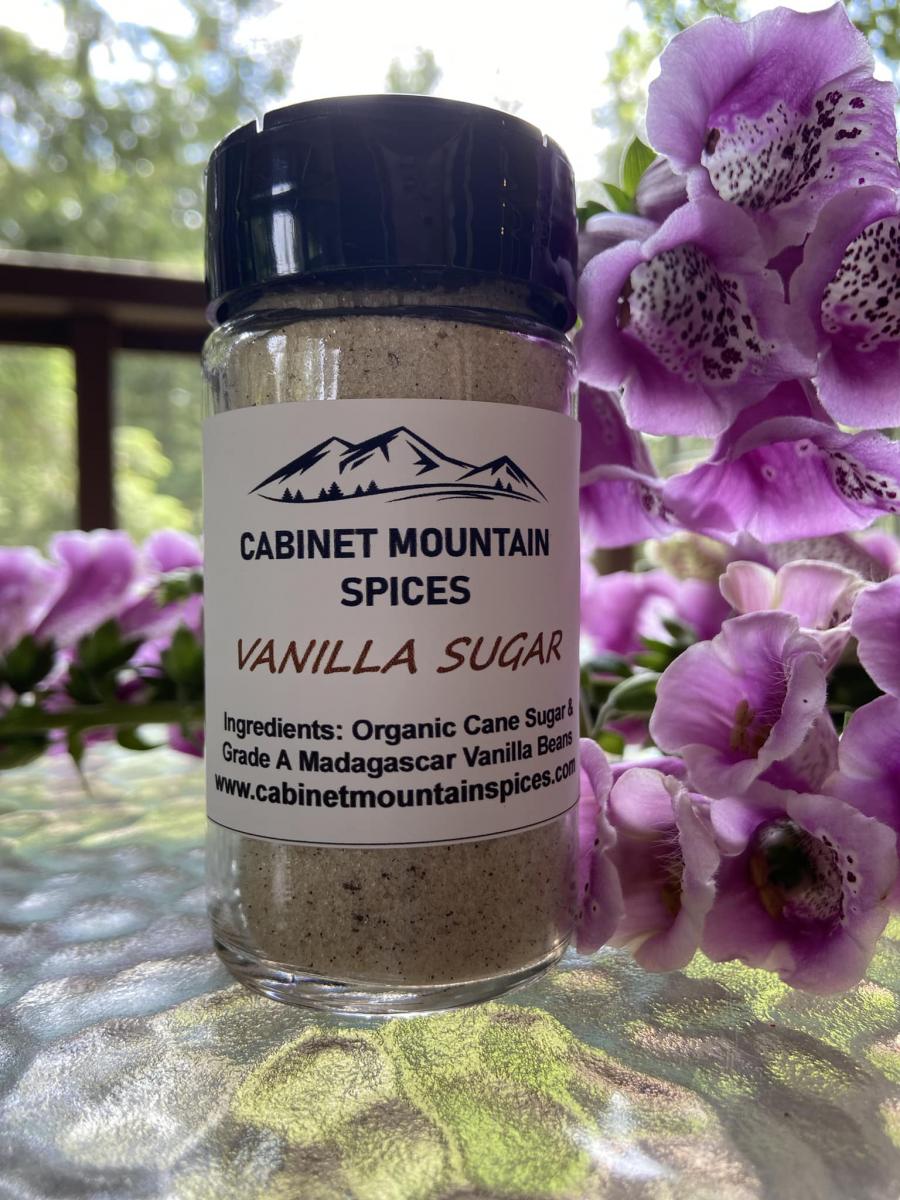 CABINET MOUNTAIN
SPICES
VANILLA SUGAR
Ingredients: Organic Cane Sugar &
Grade A Madagascar Vanilla Beans
www.cabinetmountainspices.com